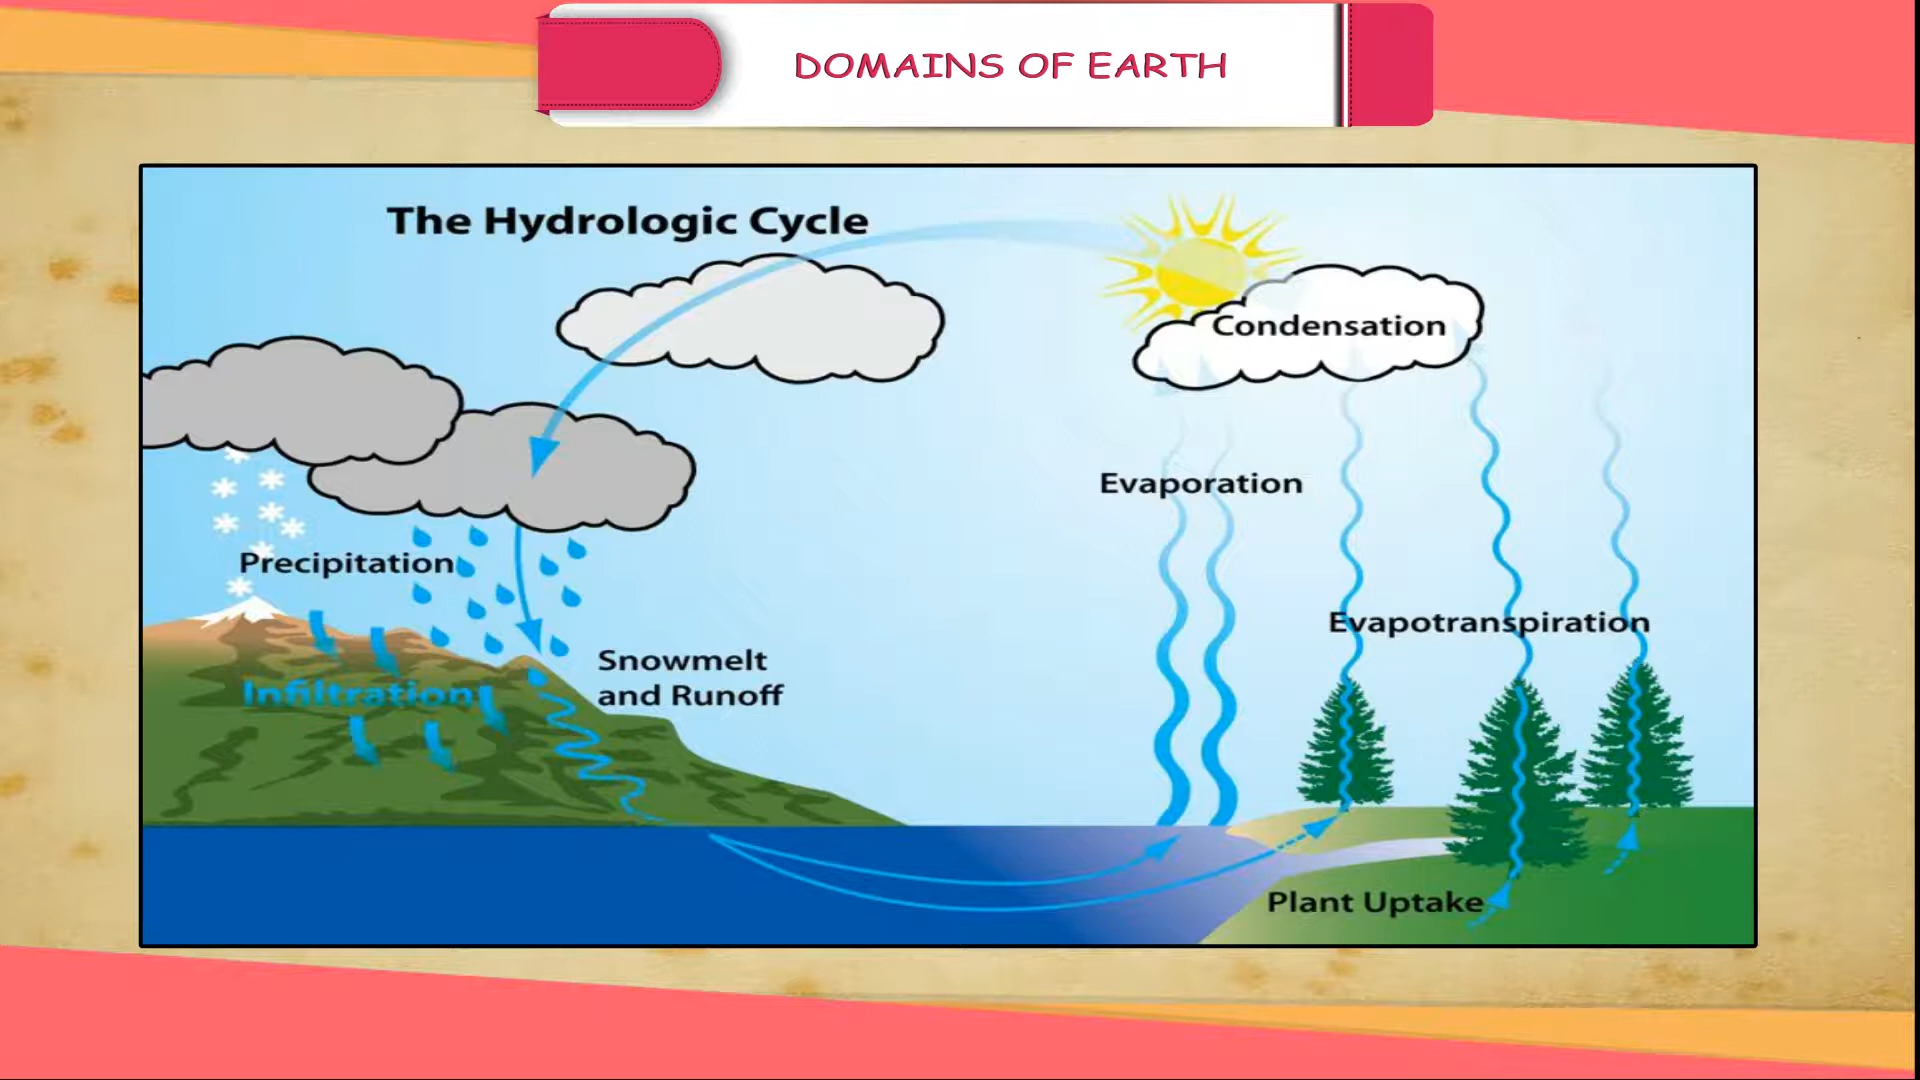 DOMAINS OF EARTH
The Hydrologic Cycle
Condensation
Evaporation
Precipitation
Evapotranspiration
Snowmelt
and Runoff
Infiltration
Plant Uptake